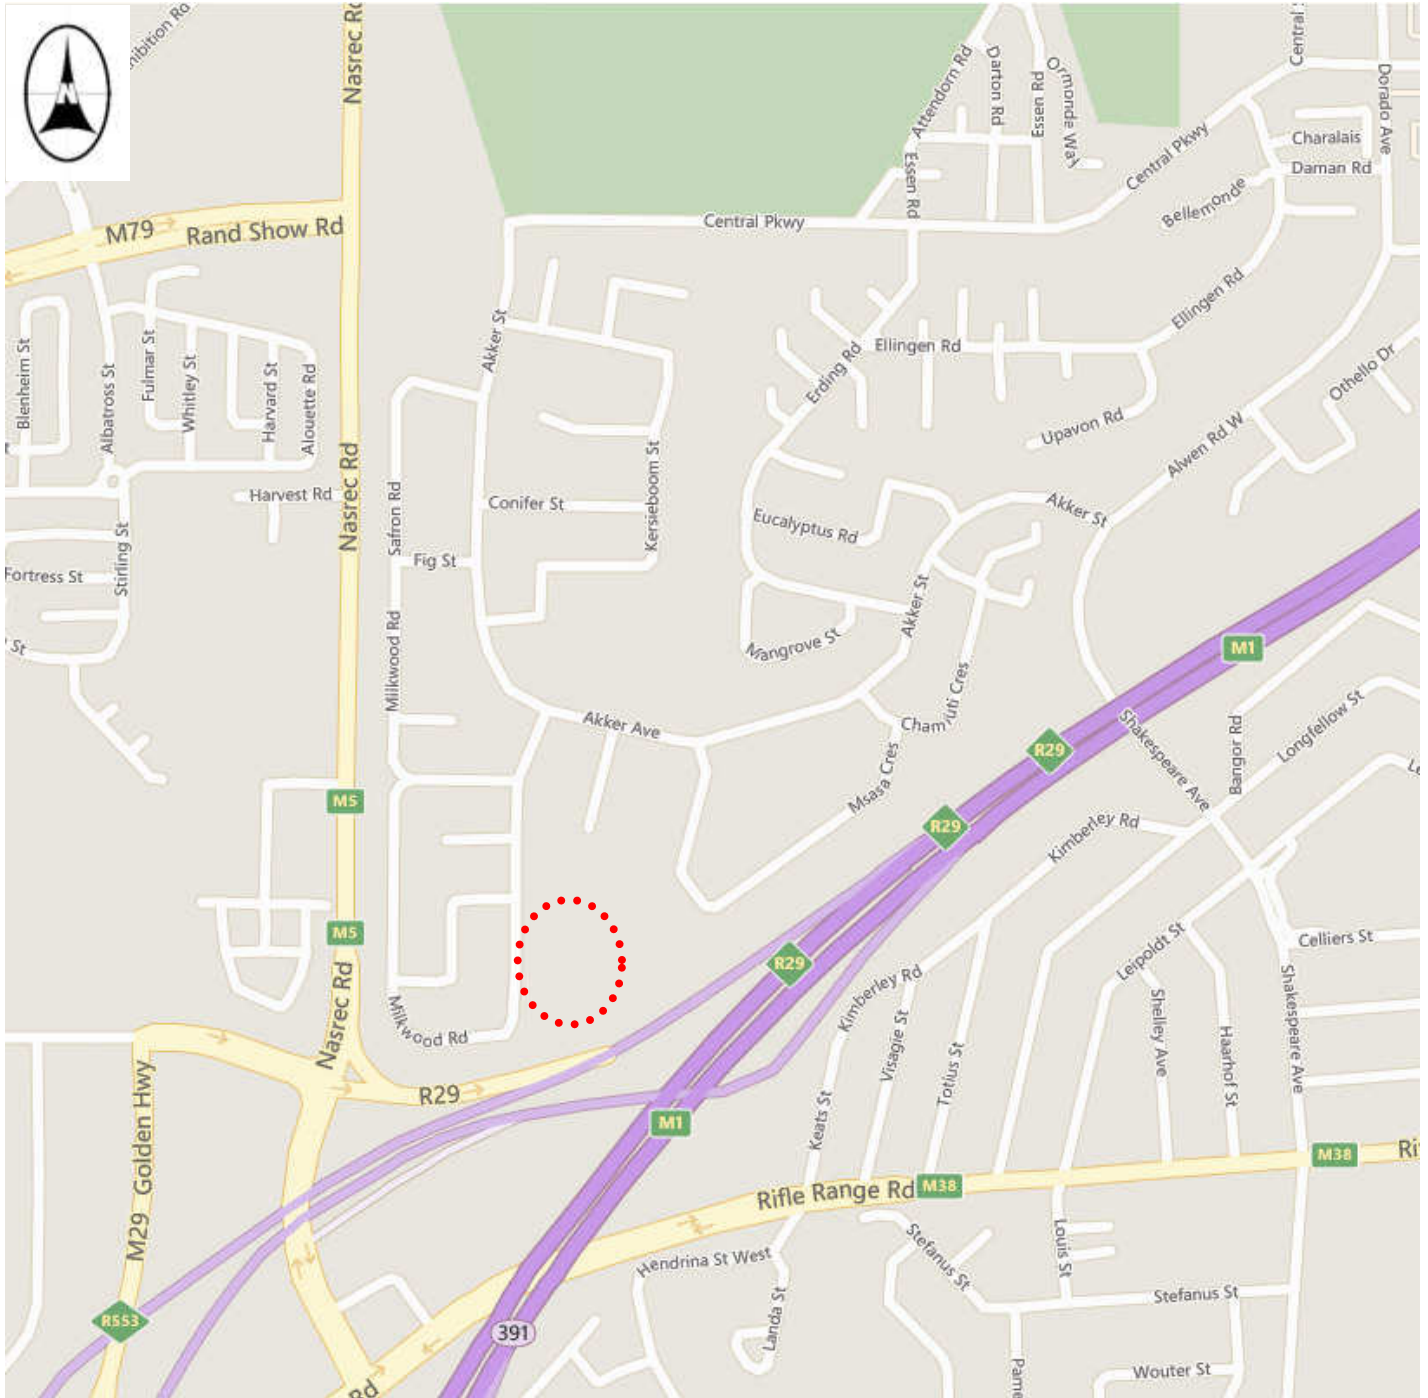 N
hibition Rd
Nasrec Rd
Attendorn Rd
Darton Rd
Essen Rd
Ormonde Way
Central
Dorado Ave
Charalais
Daman Rd
Bellemonde
Central Pkwy
Essen Rd
Central Pkwy
M79
Rand Show Rd
Blenheim St
Albatross St
Fulmar St
Whitley St
Harvard St
Alouette Rd
Akker St
Erding Rd
Ellingen Rd
Ellingen Rd
Othello Dr
Upavon Rd
Alwen Rd W
Nasrec Rd
Harvest Rd
Safron Rd
Conifer St
Kersieboom St
Eucalyptus Rd
Akker St
Fig St
Stirling St
Fortress St
St
Milkwood Rd
Mangrove St
Akker St
Akker Ave
Chamvuti Cres
Msasa Cres
M1
R29
Shakespeare Ave
Bangor Rd
Longfellow St
M5
R29
Kimberley Rd
M5
R29
Nasrec Rd
Milkwood Rd
Kimberley Rd
Leipoldt St
Celliers St
Shelley Ave
Haarhof St
Shakespeare Ave
Visagie St
Totius St
Keats St
R29
M1
M29 Golden Hwy
Rifle Range Rd
M38
M38
Hendrina St West
Stefanus St
Louis St
Stefanus St
Landa St
R553
391
Rd
Wouter St